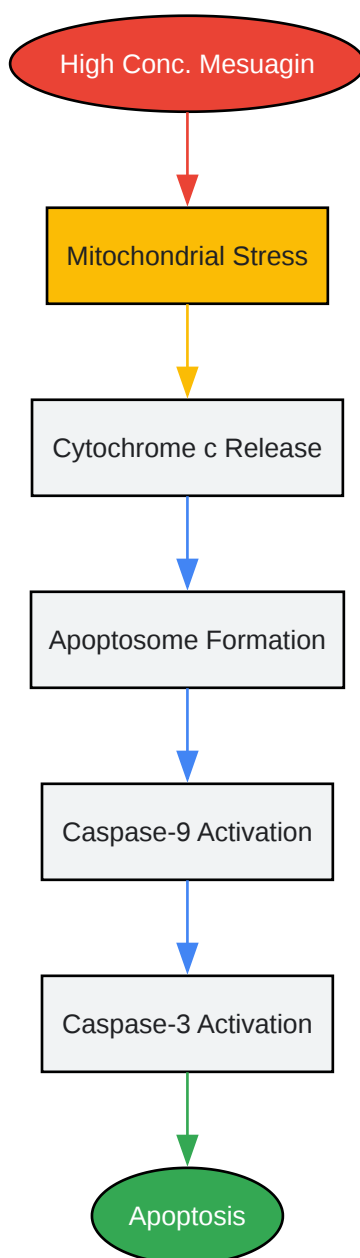 High Conc. Mesuagin
Mitochondrial Stress
Cytochrome c Release
Apoptosome Formation
Caspase-9 Activation
Caspase-3 Activation
Apoptosis